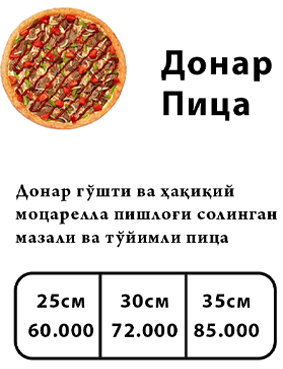 Донар
Пица
Донар гўшти ва ҳақиқий
моцарелла пишлоғи солинган
мазали ва тўйимли пица
25см 30см 35см
60.000 72.000 85.000